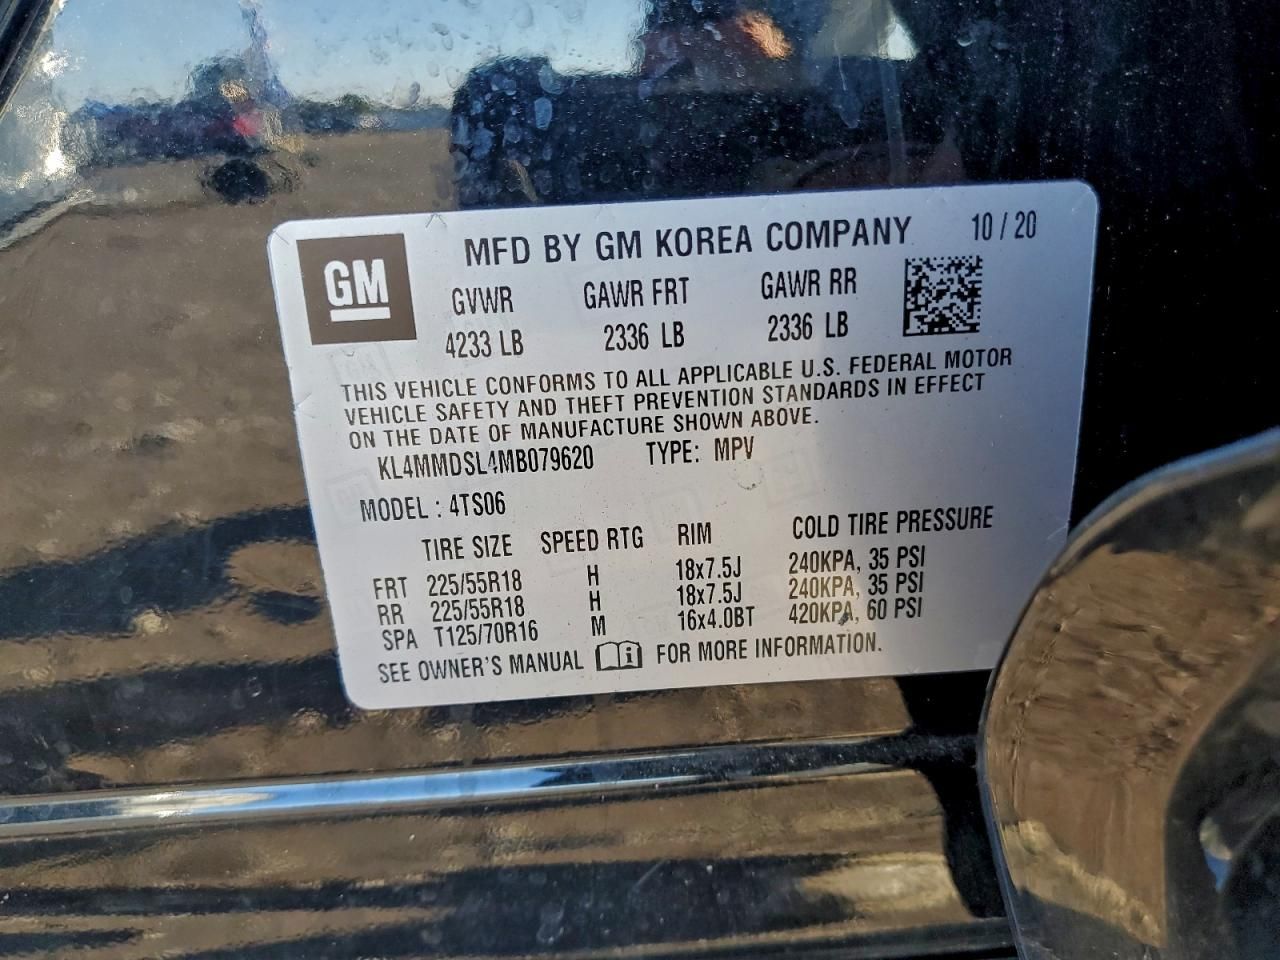 GM
MFD BY GM KOREA COMPANY 10 / 20
GVWR GAWR FRT GAWR RR
4233 LB 2336 LB 2336 LB
THIS VEHICLE CONFORMS TO ALL APPLICABLE U.S. FEDERAL MOTOR
VEHICLE SAFETY AND THEFT PREVENTION STANDARDS IN EFFECT
ON THE DATE OF MANUFACTURE SHOWN ABOVE.
KL4MMDSL4MB079620 TYPE: MPV
MODEL : 4TS06
TIRE SIZE SPEED RTG RIM COLD TIRE PRESSURE
FRT 225/55R18 H 18x7.5J 240KPA, 35 PSI
RR 225/55R18 H 18x7.5J 240KPA, 35 PSI
SPA T125/70R16 M 16x4.0BT 420KPA, 60 PSI
SEE OWNER'S MANUAL FOR MORE INFORMATION.